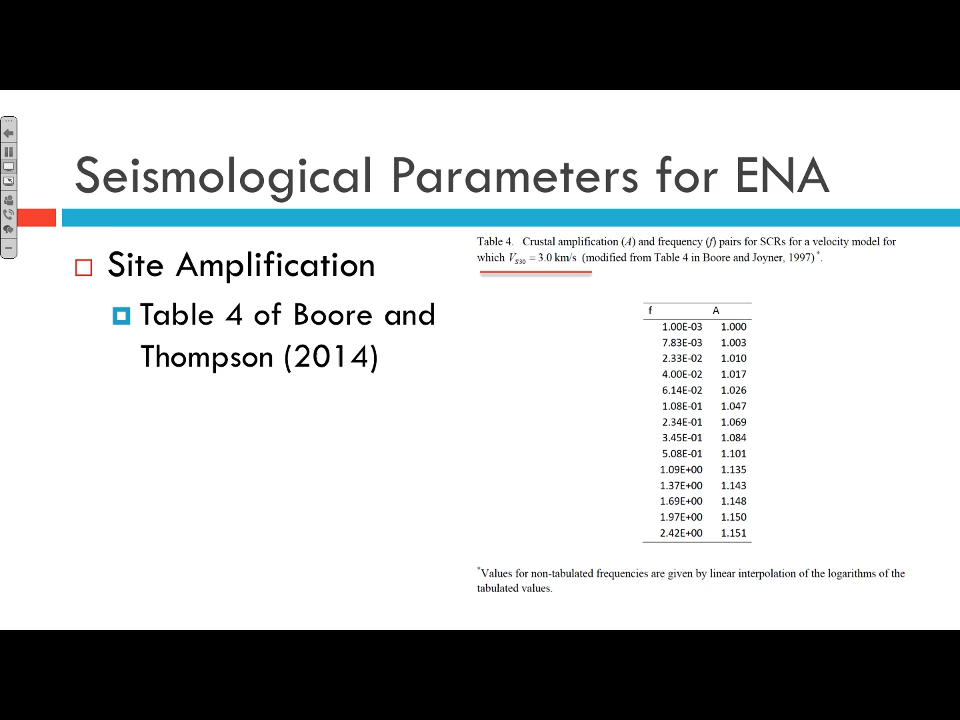 Seismological Parameters for ENA
Site Amplification
Table 4 of Boore and
Thompson (2014)
Table 4. Crustal amplification (A) and frequency (f) pairs for SCRs for a velocity model for
which VS30 = 3.0 km/s (modified from Table 4 in Boore and Joyner, 1997)*.
f A
1.00E-03 1.000
7.83E-03 1.003
2.33E-02 1.010
4.00E-02 1.017
6.14E-02 1.026
1.08E-01 1.047
2.34E-01 1.069
3.45E-01 1.084
5.08E-01 1.101
1.09E+00 1.135
1.37E+00 1.143
1.69E+00 1.148
1.97E+00 1.150
2.42E+00 1.151
*Values for non-tabulated frequencies are given by linear interpolation of the logarithms of the
tabulated values.